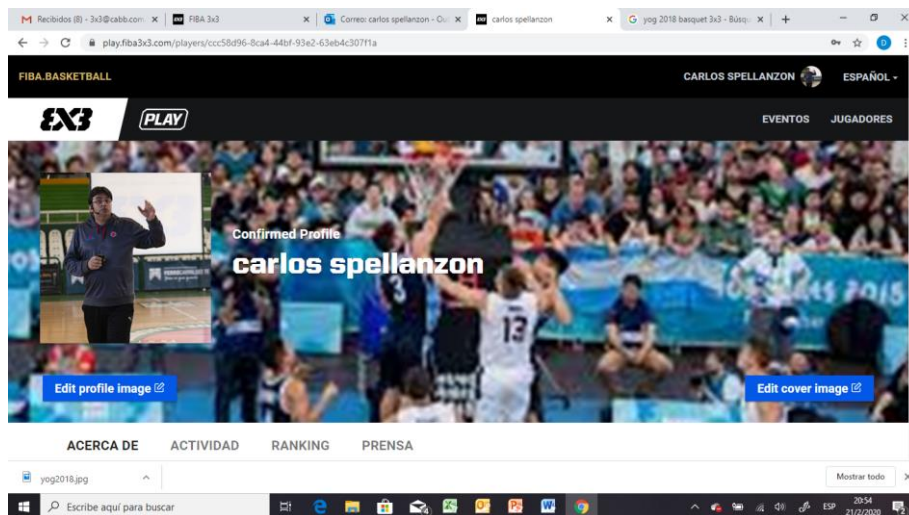 Recibidos (8) - 3x3@cabb.com
FIBA 3x3
Correo: carlos spellanzon - Ou
carlos spellanzon
yog 2018 basquet 3x3 - Búsq
play.fiba3x3.com/players/ccc58d96-8ca4-44bf-93e2-63eb4c307f1a
FIBA.BASKETBALL
CARLOS SPELLANZON
ESPAÑOL
3X3
PLAY
EVENTOS
JUGADORES
Confirmed Profile
carlos spellanzon
3
13
Edit profile image
Edit cover image
ACERCA DE
ACTIVIDAD
RANKING
PRENSA
yog2018.jpg
Mostrar todo
Escribe aquí para buscar
ESP
20:54
21/2/2020